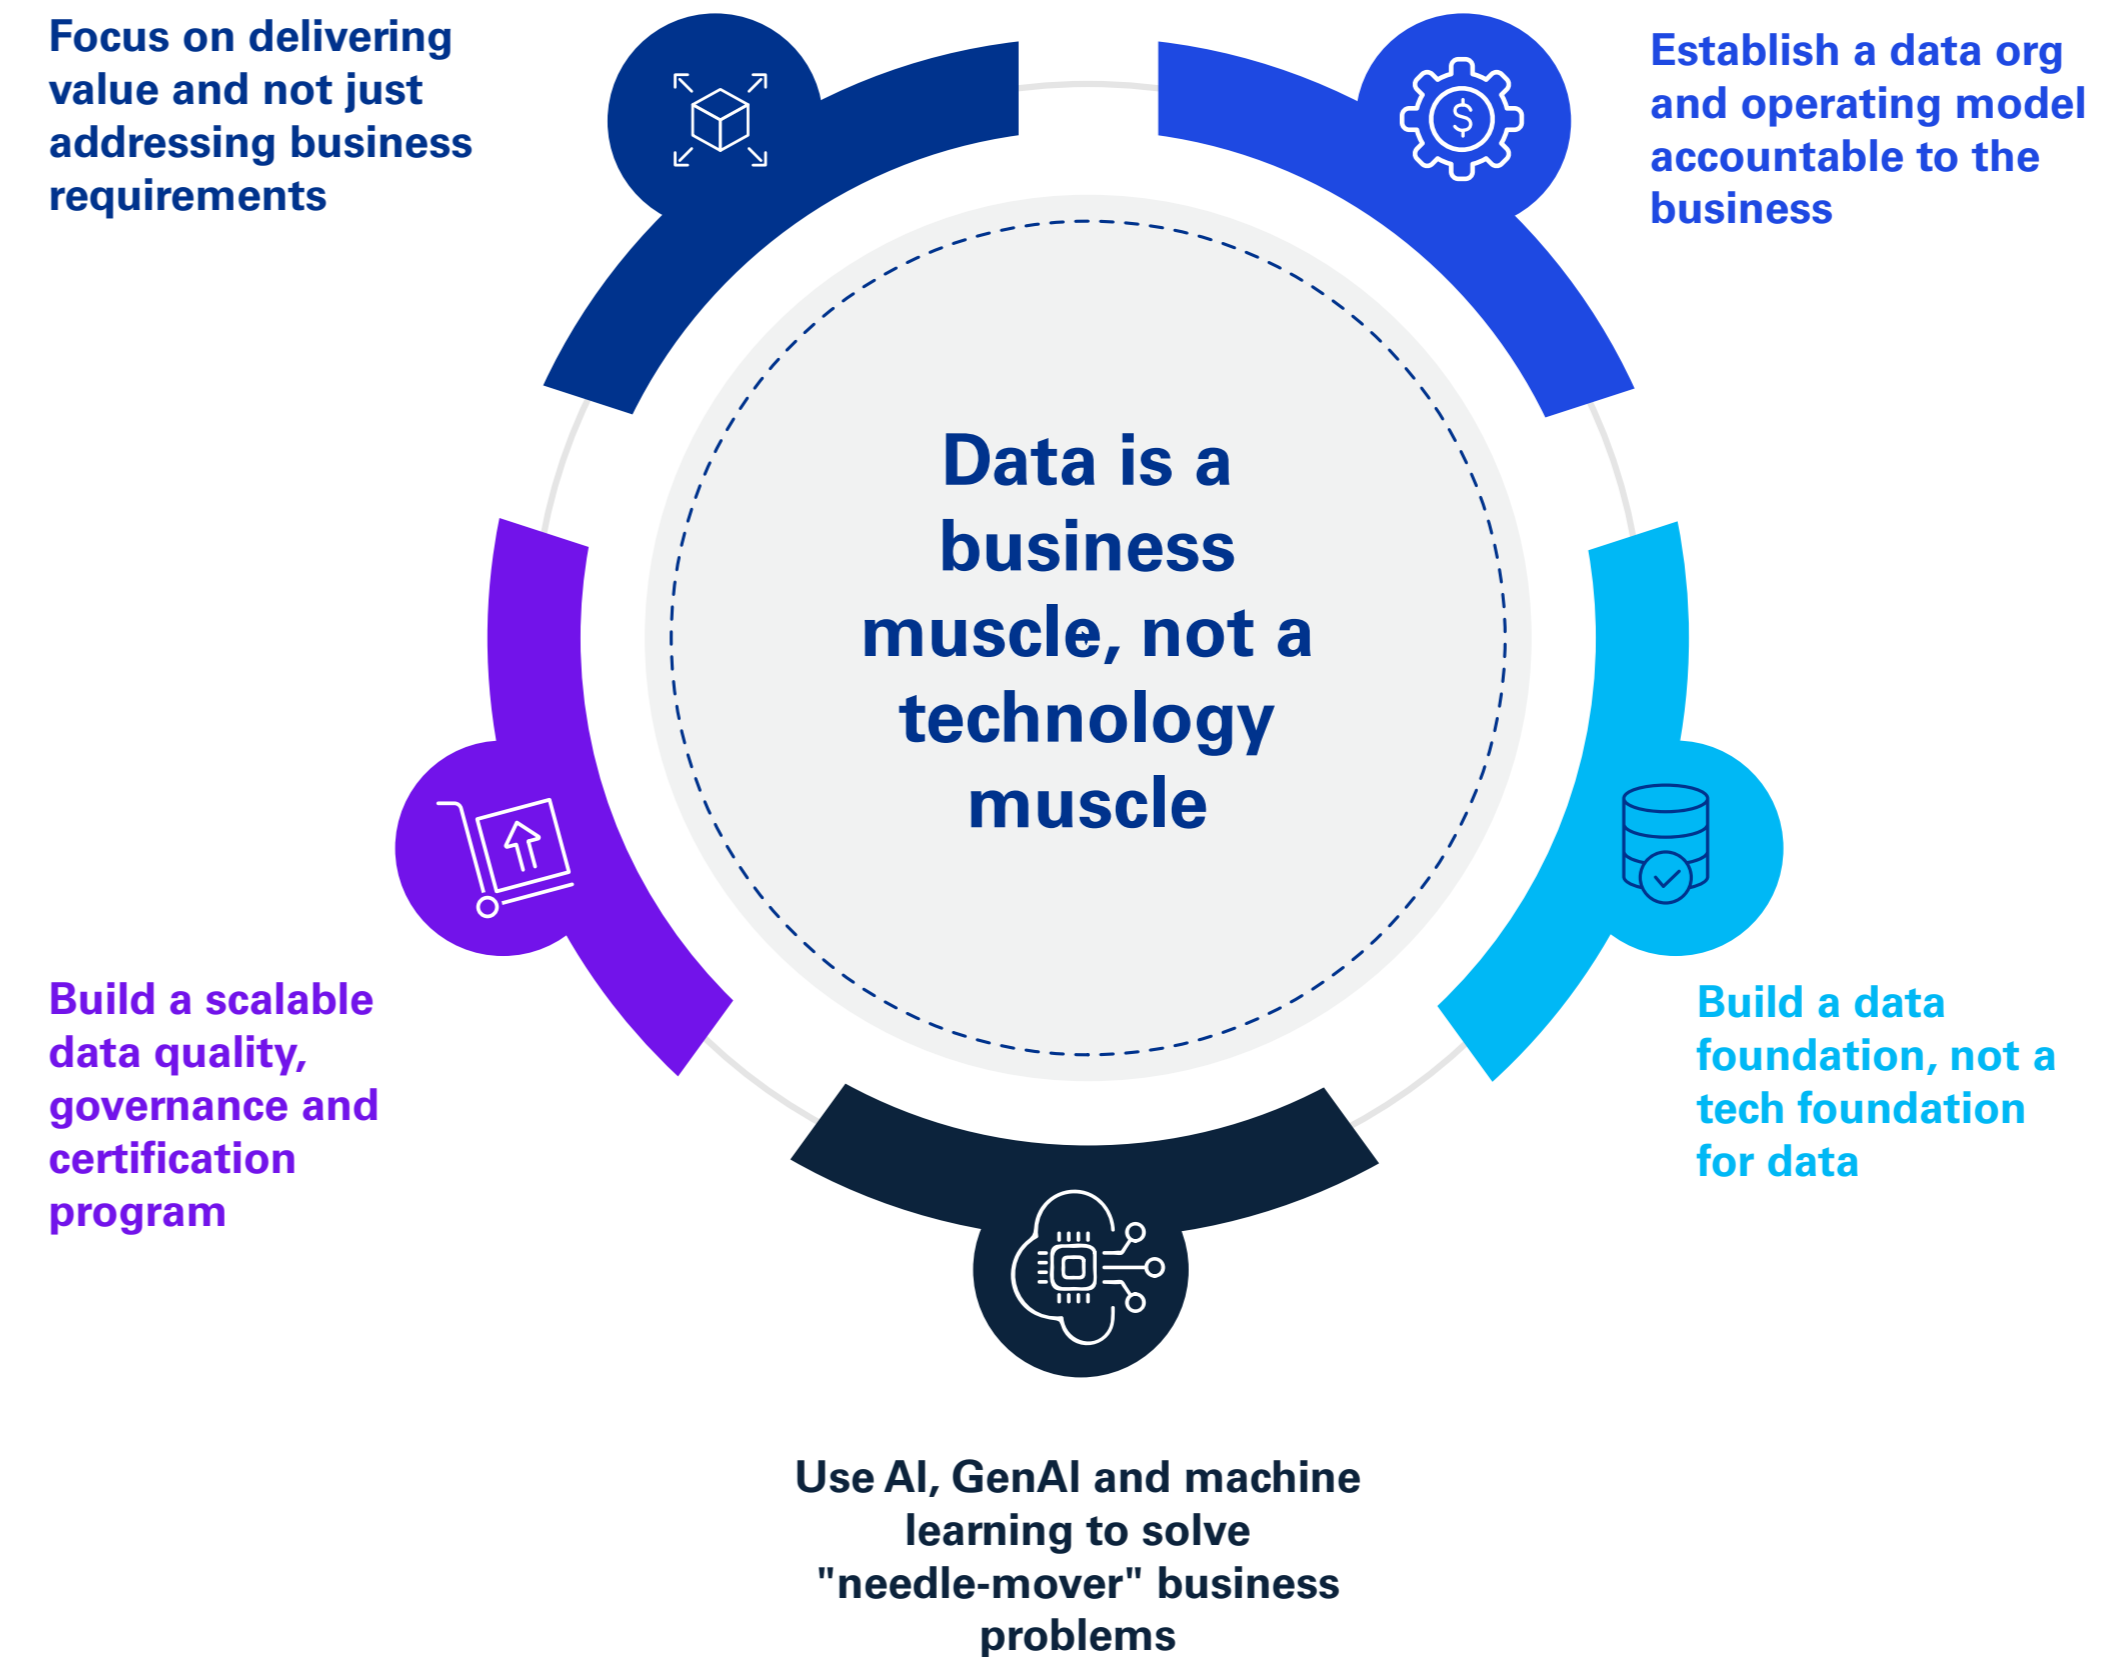 Focus on delivering
value and not just
addressing business
requirements
Establish a data org
and operating model
accountable to the
business
Data is a
business
muscle, not a
technology
muscle
Build a scalable
data quality,
governance and
certification
program
Build a data
foundation, not a
tech foundation
for data
Use AI, GenAI and machine
learning to solve
"needle-mover" business
problems
$